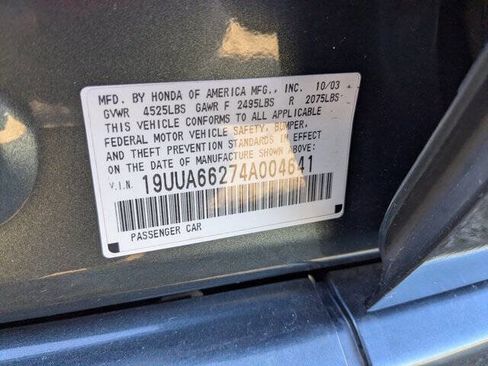 MFD. BY HONDA OF AMERICA MFG., INC. 10/03
GVWR 4525LBS GAWR F 2495LBS R 2075LBS
THIS VEHICLE CONFORMS TO ALL APPLICABLE
FEDERAL MOTOR VEHICLE SAFETY, BUMPER,
AND THEFT PREVENTION STANDARDS IN EFFECT
ON THE DATE OF MANUFACTURE SHOWN ABOVE:
V.I.N. 19UUA66274A004641
PASSENGER CAR